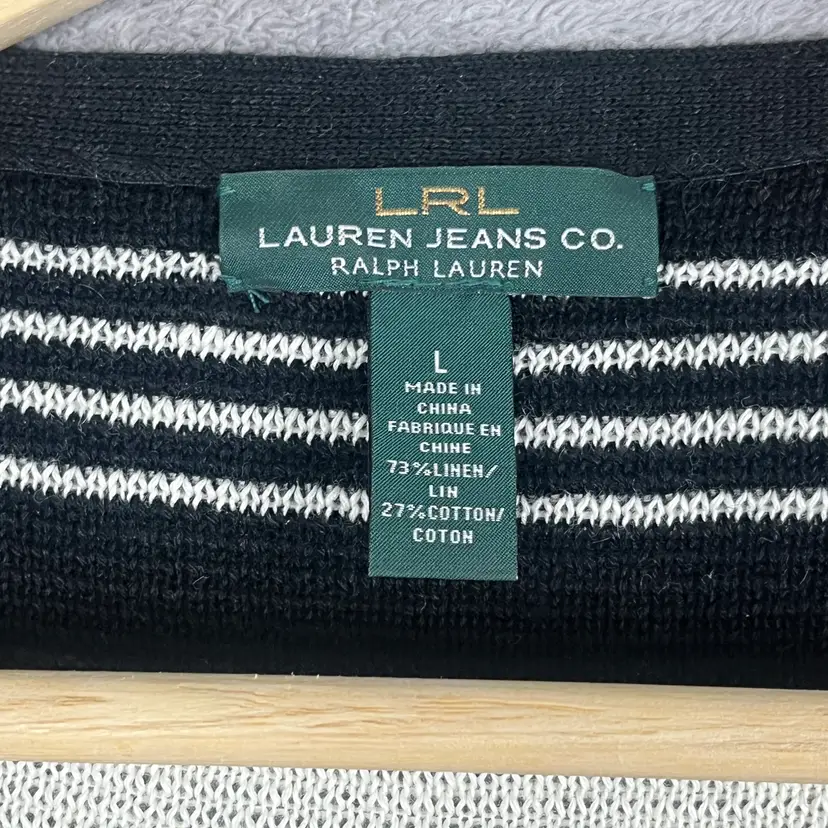 LRL
LAUREN JEANS CO.
RALPH LAUREN
L
MADE IN
CHINA
FABRIQUE EN
CHINE
73%LINEN/
LIN
27%COTTON/
COTON